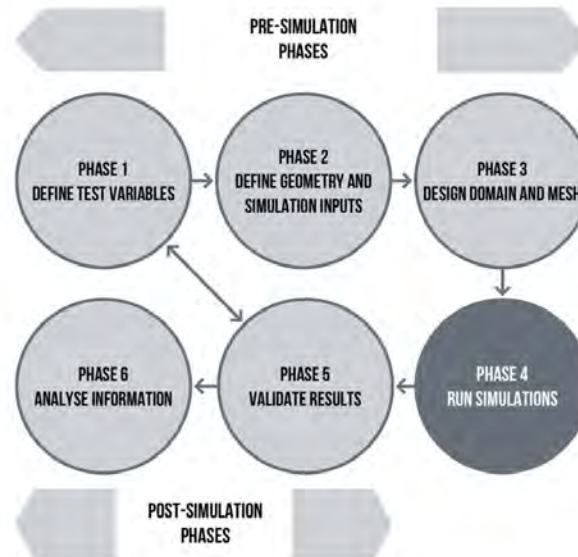 PRE-SIMULATION
PHASES
PHASE 1
DEFINE TEST VARIABLES
PHASE 2
DEFINE GEOMETRY AND
SIMULATION INPUTS
PHASE 3
DESIGN DOMAIN AND MESH
PHASE 6
ANALYSE INFORMATION
PHASE 5
VALIDATE RESULTS
PHASE 4
RUN SIMULATIONS
POST-SIMULATION
PHASES